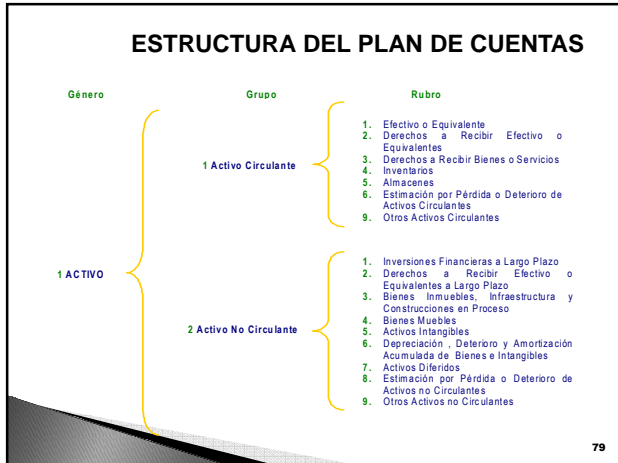 ESTRUCTURA DEL PLAN DE CUENTAS
Género Grupo Rubro
1 ACTIVO
1 Activo Circulante
1. Efectivo o Equivalente
2. Derechos a Recibir Efectivo o
Equivalentes
3. Derechos a Recibir Bienes o Servicios
4. Inventarios
5. Almacenes
6. Estimación por Pérdida o Deterioro de
Activos Circulantes
9. Otros Activos Circulantes
2 Activo No Circulante
1. Inversiones Financieras a Largo Plazo
2. Derechos a Recibir Efectivo o
Equivalentes a Largo Plazo
3. Bienes Inmuebles, Infraestructura y
Construcciones en Proceso
4. Bienes Muebles
5. Activos Intangibles
6. Depreciación , Deterioro y Amortización
Acumulada de Bienes e Intangibles
7. Activos Diferidos
8. Estimación por Pérdida o Deterioro de
Activos no Circulantes
9. Otros Activos no Circulantes
79